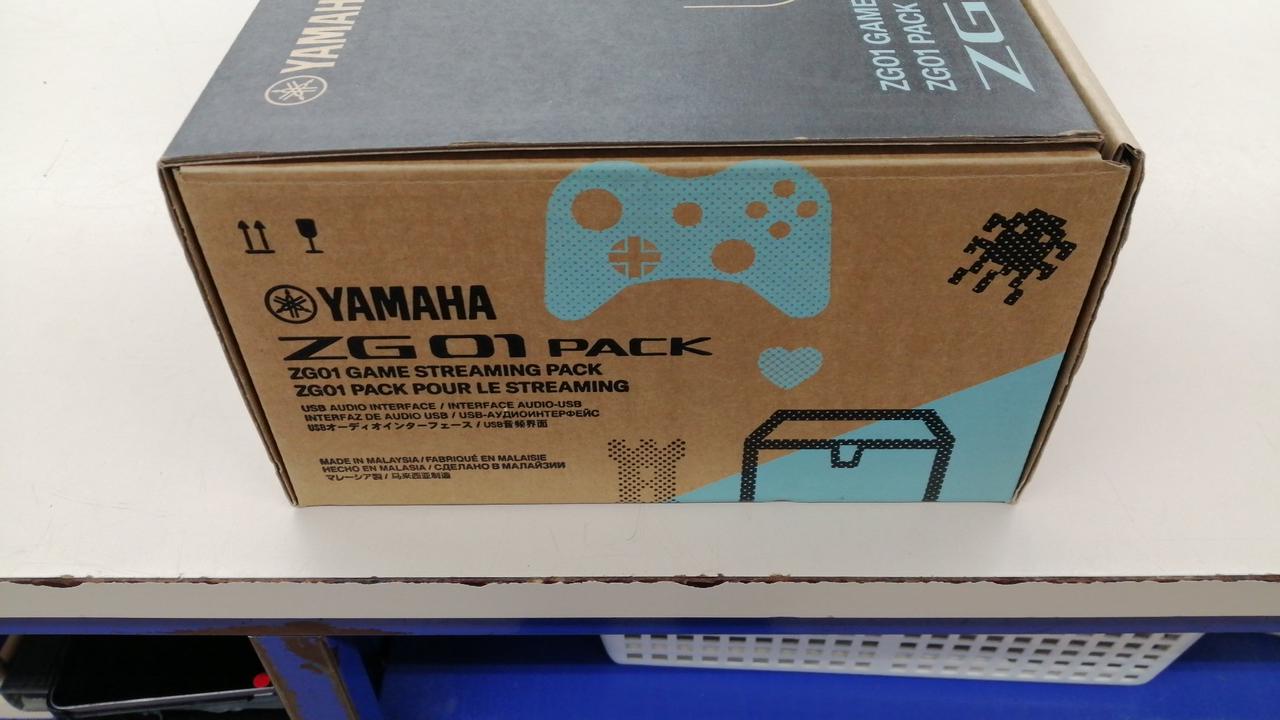 YAMAH
ZG01 GAME
ZG01 PACK
ZG
YAMAHA
ZG01 PACK
ZG01 GAME STREAMING PACK
ZG01 PACK POUR LE STREAMING
USB AUDIO INTERFACE / INTERFACE AUDIO-USB
INTERFAZ DE AUDIO USB / USB-АУДИОИНТЕРФЕЙС
USBオーディオインターフェース / USB音频界面
MADE IN MALAYSIA / FABRIQUÉ EN MALAISIE
HECHO EN MALASIA / СДЕЛАНО В МАЛАЙЗИИ
マレーシア製 / 马来西亚制造